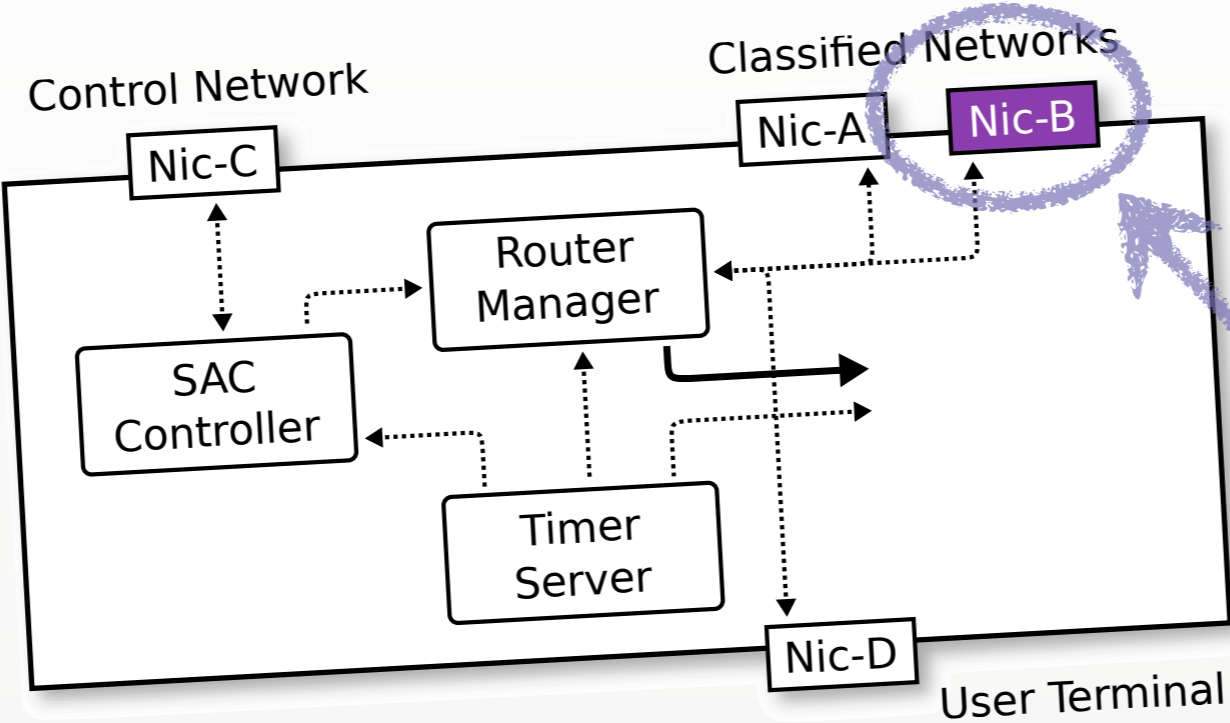 Control Network
Classified Networks
Nic-C
Nic-A
Nic-B
Router
Manager
SAC
Controller
Timer
Server
Nic-D
User Terminal